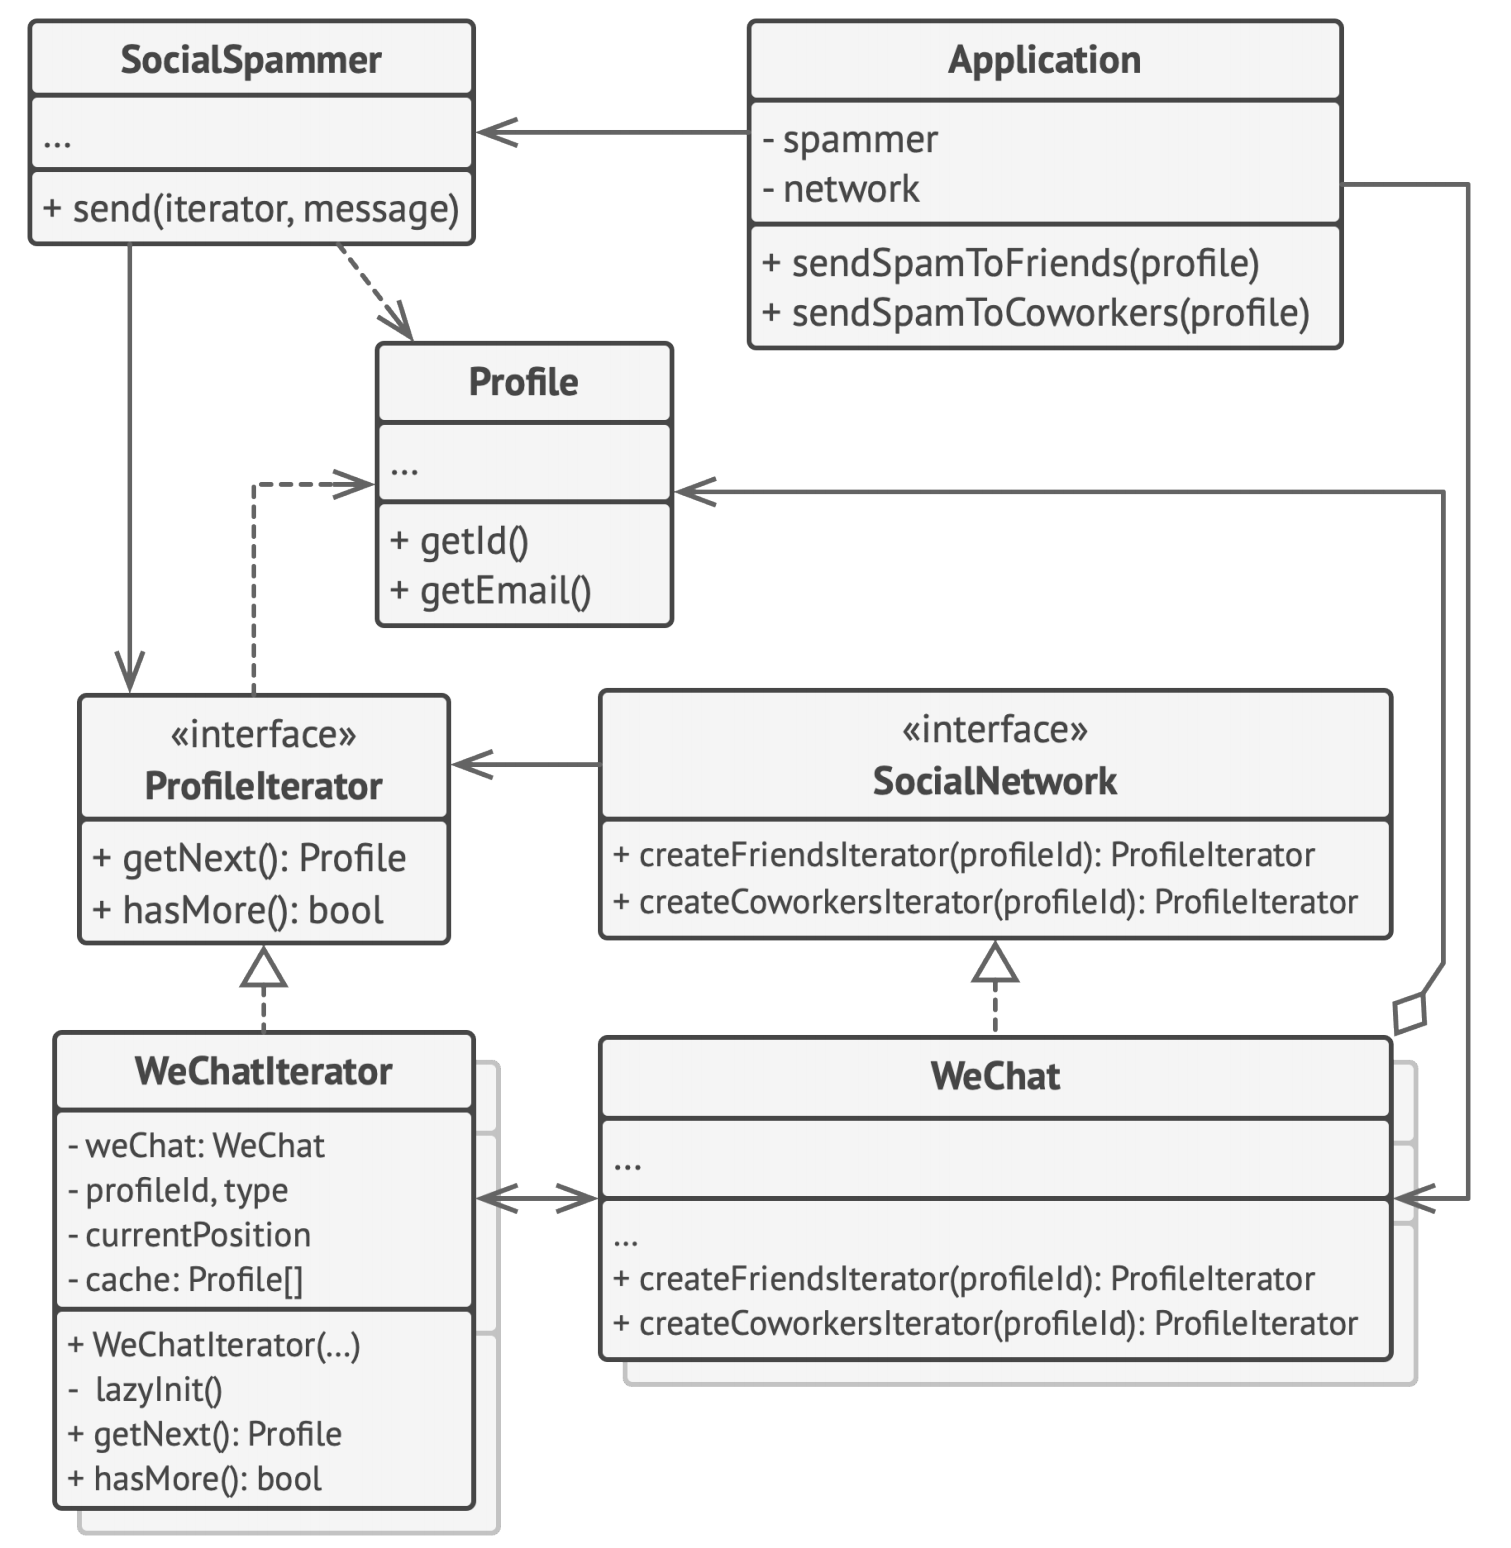 SocialSpammer
...
+ send(iterator, message)
Application
- spammer
- network
+ sendSpamToFriends(profile)
+ sendSpamToCoworkers(profile)
Profile
...
+ getId()
+ getEmail()
«interface»
ProfileIterator
+ getNext(): Profile
+ hasMore(): bool
«interface»
SocialNetwork
+ createFriendsIterator(profileId): ProfileIterator
+ createCoworkersIterator(profileId): ProfileIterator
WeChatIterator
- weChat: WeChat
- profileId, type
- currentPosition
- cache: Profile[]
+ WeChatIterator(...)
- lazyInit()
+ getNext(): Profile
+ hasMore(): bool
WeChat
...
...
+ createFriendsIterator(profileId): ProfileIterator
+ createCoworkersIterator(profileId): ProfileIterator